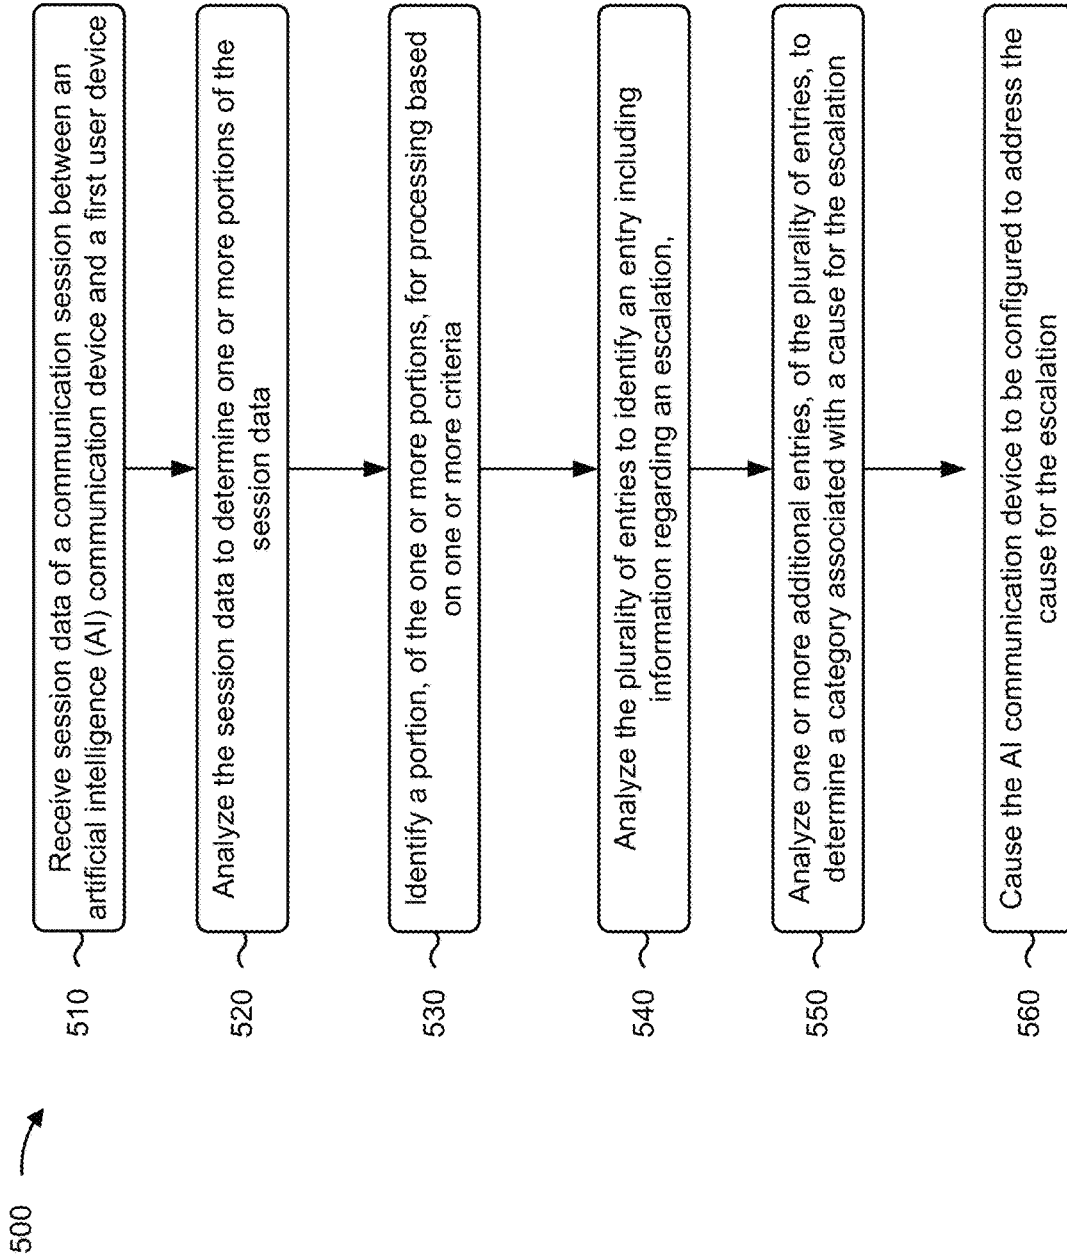 500
510
Receive session data of a communication session between an
artificial intelligence (AI) communication device and a first user device
520
Analyze the session data to determine one or more portions of the
session data
530
Identify a portion, of the one or more portions, for processing based
on one or more criteria
540
Analyze the plurality of entries to identify an entry including
information regarding an escalation,
550
Analyze one or more additional entries, of the plurality of entries, to
determine a category associated with a cause for the escalation
560
Cause the AI communication device to be configured to address the
cause for the escalation